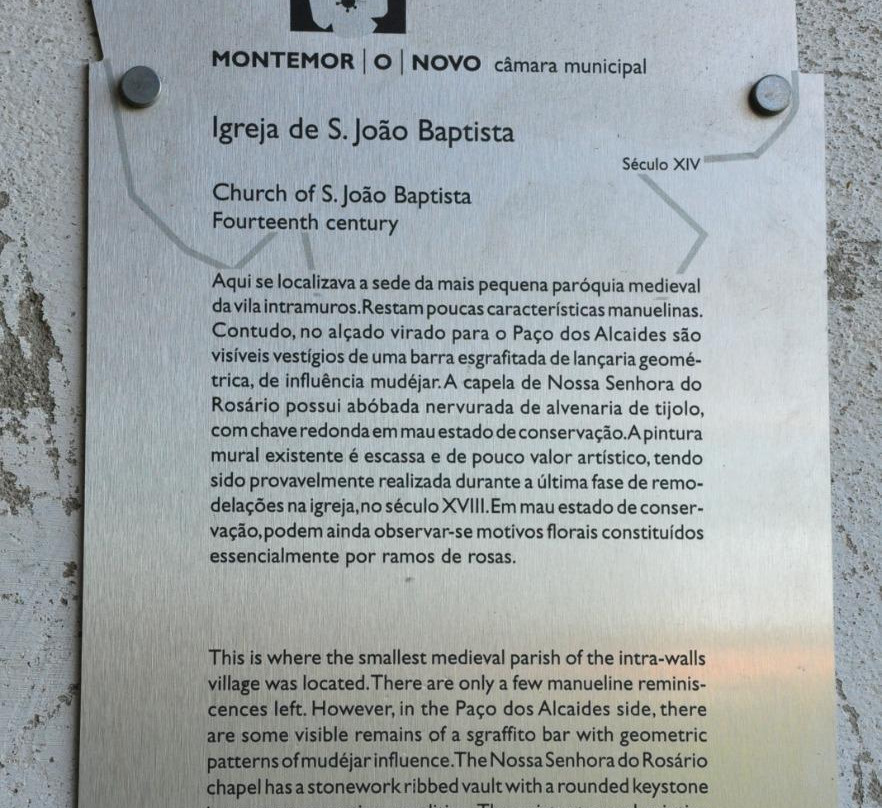 MONTEMOR | O | NOVO câmara municipal
Igreja de S. João Baptista
Século XIV
Church of S. João Baptista
Fourteenth century
Aqui se localizava a sede da mais pequena paróquia medieval
da vila intramuros. Restam poucas características manuelinas.
Contudo, no alçado virado para o Paço dos Alcaides são
visíveis vestígios de uma barra esgrafitada de lançaria geomé-
trica, de influência mudéjar. A capela de Nossa Senhora do
Rosário possui abóbada nervurada de alvenaria de tijolo,
com chave redonda em mau estado de conservação. A pintura
mural existente é escassa e de pouco valor artístico, tendo
sido provavelmente realizada durante a última fase de remo-
delações na igreja, no século XVIII. Em mau estado de conser-
vação, podem ainda observar-se motivos florais constituídos
essencialmente por ramos de rosas.
This is where the smallest medieval parish of the intra-walls
village was located. There are only a few manueline reminis-
cences left. However, in the Paço dos Alcaides side, there
are some visible remains of a sgraffito bar with geometric
patterns of mudéjar influence. The Nossa Senhora do Rosário
chapel has a stonework ribbed vault with a rounded keystone